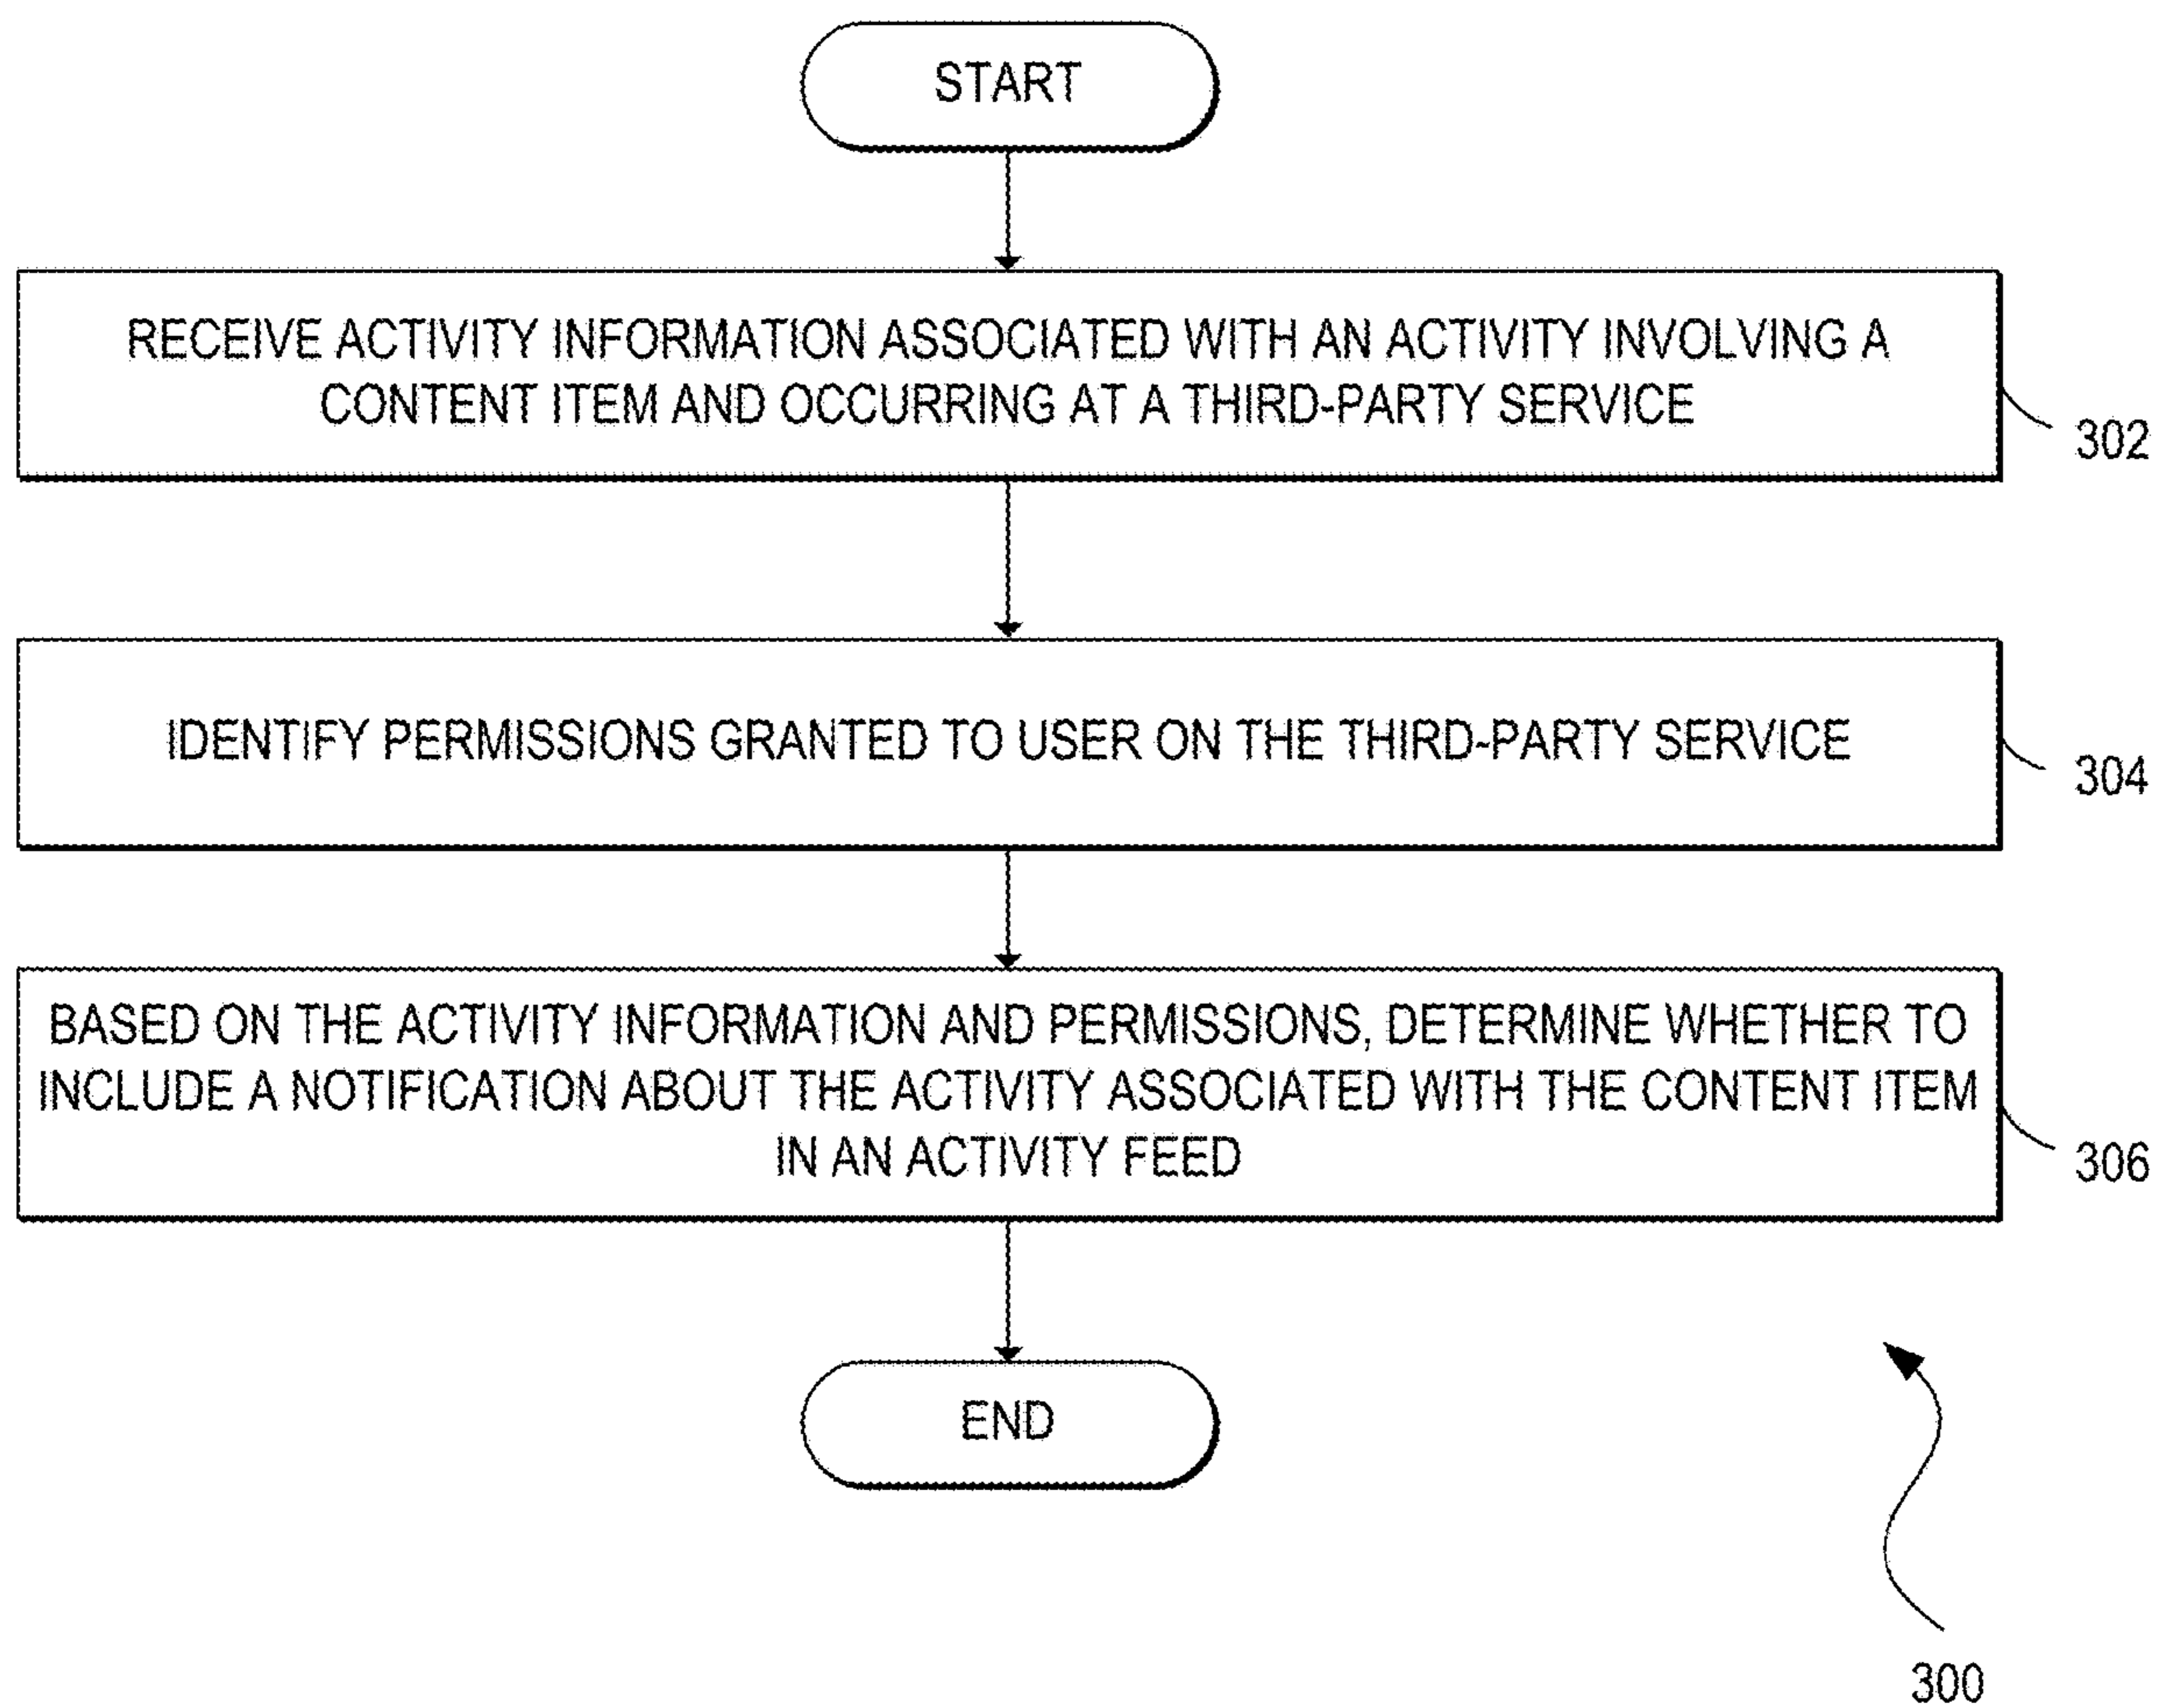 START
RECEIVE ACTIVITY INFORMATION ASSOCIATED WITH AN ACTIVITY INVOLVING A
CONTENT ITEM AND OCCURRING AT A THIRD-PARTY SERVICE
302
IDENTIFY PERMISSIONS GRANTED TO USER ON THE THIRD-PARTY SERVICE
304
BASED ON THE ACTIVITY INFORMATION AND PERMISSIONS, DETERMINE WHETHER TO
INCLUDE A NOTIFICATION ABOUT THE ACTIVITY ASSOCIATED WITH THE CONTENT ITEM
IN AN ACTIVITY FEED
306
END
300